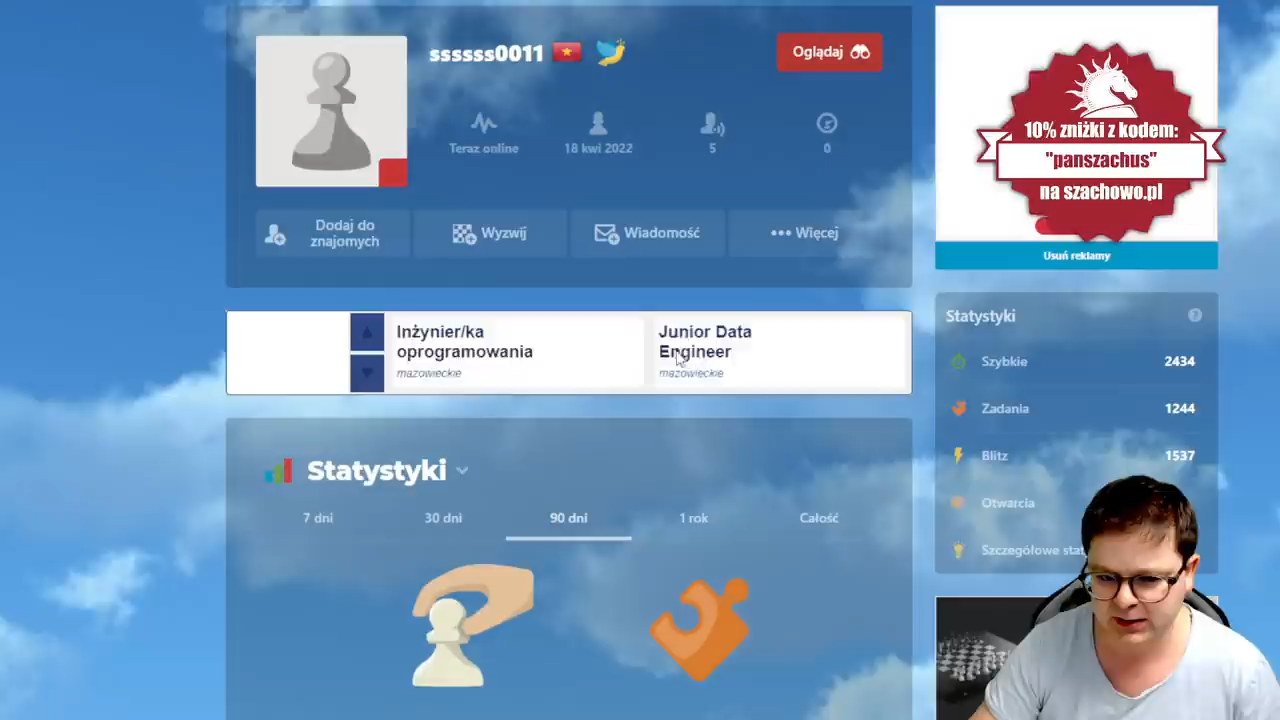 ssssss0011
Oglądaj
Teraz online
18 kwi 2022
5
0
Dodaj do
znajomych
Wyzwij
Wiadomość
••• Więcej
10% zniżki z kodem:
"panszachus"
na szachowo.pl
Usuń reklamy
Inżynier/ka
oprogramowania
mazowieckie
Junior Data
Engineer
mazowieckie
Statystyki
7 dni
30 dni
90 dni
1 rok
Całość
Statystyki
?
Szybkie 2434
Zadania 1244
Blitz 1537
Otwarcia
Szczegółowe stat